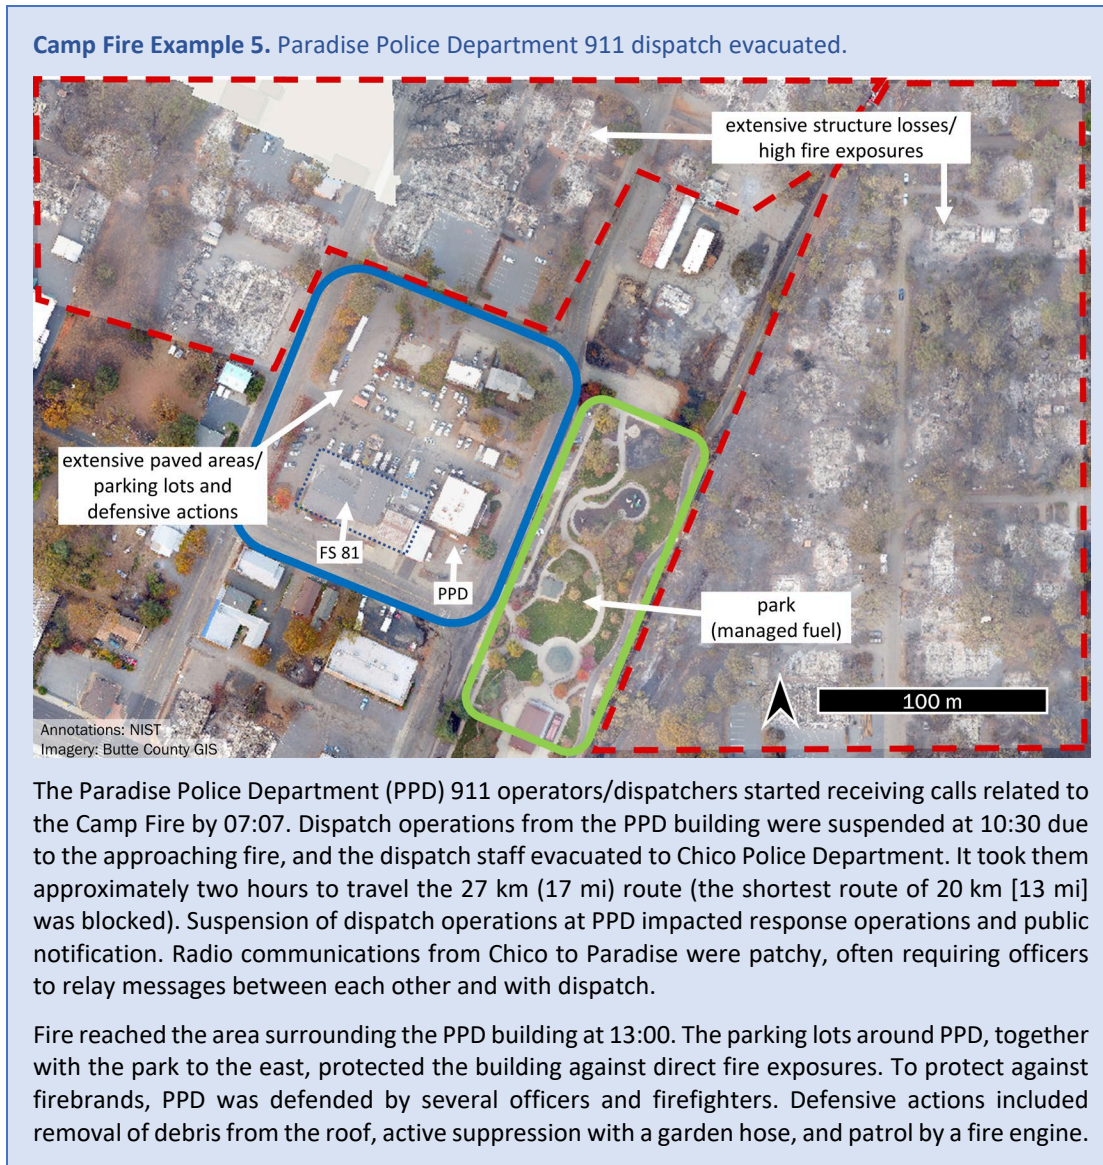 Camp Fire Example 5. Paradise Police Department 911 dispatch evacuated.
extensive structure losses/
high fire exposures
extensive paved areas/
parking lots and
defensive actions
FS 81
PPD
park
(managed fuel)
100 m
Annotations: NIST
Imagery: Butte County GIS
The Paradise Police Department (PPD) 911 operators/dispatchers started receiving calls related to
the Camp Fire by 07:07. Dispatch operations from the PPD building were suspended at 10:30 due
to the approaching fire, and the dispatch staff evacuated to Chico Police Department. It took them
approximately two hours to travel the 27 km (17 mi) route (the shortest route of 20 km [13 mi]
was blocked). Suspension of dispatch operations at PPD impacted response operations and public
notification. Radio communications from Chico to Paradise were patchy, often requiring officers
to relay messages between each other and with dispatch.
Fire reached the area surrounding the PPD building at 13:00. The parking lots around PPD, together
with the park to the east, protected the building against direct fire exposures. To protect against
firebrands, PPD was defended by several officers and firefighters. Defensive actions included
removal of debris from the roof, active suppression with a garden hose, and patrol by a fire engine.